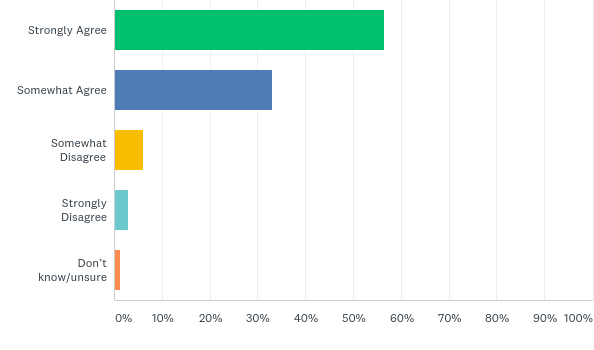 Strongly Agree
Somewhat Agree
Somewhat
Disagree
Strongly
Disagree
Don't
know/unsure
0% 10% 20% 30% 40% 50% 60% 70% 80% 90% 100%